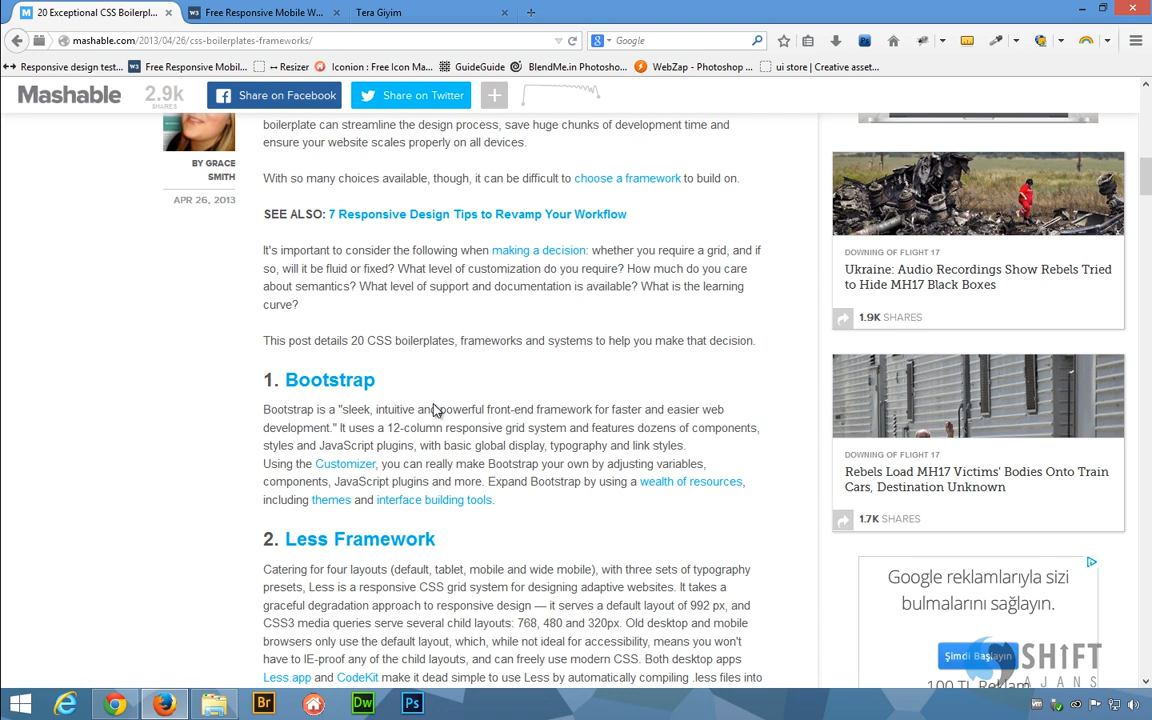 20 Exceptional CSS Boilerpl...
Free Responsive Mobile W...
Tera Giyim
mashable.com/2013/04/26/css-boilerplates-frameworks/
Google
Responsive design test...
Free Responsive Mobil...
↔ Resizer
Iconion : Free Icon Ma...
GuideGuide
BlendMe.in Photosho...
WebZap - Photoshop ...
ui store | Creative asset...
Mashable
2.9k
SHARES
Share on Facebook
Share on Twitter
boilerplate can streamline the design process, save huge chunks of development time and
ensure your website scales properly on all devices.
BY GRACE
SMITH
APR 26, 2013
With so many choices available, though, it can be difficult to choose a framework to build on.
SEE ALSO: 7 Responsive Design Tips to Revamp Your Workflow
It's important to consider the following when making a decision: whether you require a grid, and if
so, will it be fluid or fixed? What level of customization do you require? How much do you care
about semantics? What level of support and documentation is available? What is the learning
curve?
This post details 20 CSS boilerplates, frameworks and systems to help you make that decision.
1. Bootstrap
Bootstrap is a "sleek, intuitive and powerful front-end framework for faster and easier web
development." It uses a 12-column responsive grid system and features dozens of components,
styles and JavaScript plugins, with basic global display, typography and link styles.
Using the Customizer, you can really make Bootstrap your own by adjusting variables,
components, JavaScript plugins and more. Expand Bootstrap by using a wealth of resources,
including themes and interface building tools.
2. Less Framework
Catering for four layouts (default, tablet, mobile and wide mobile), with three sets of typography
presets, Less is a responsive CSS grid system for designing adaptive websites. It takes a
graceful degradation approach to responsive design — it serves a default layout of 992 px, and
CSS3 media queries serve several child layouts: 768, 480 and 320px. Old desktop and mobile
browsers only use the default layout, which, while not ideal for accessibility, means you won't
have to IE-proof any of the child layouts, and can freely use modern CSS. Both desktop apps
Less.app and CodeKit make it dead simple to use Less by automatically compiling .less files into
DOWNING OF FLIGHT 17
Ukraine: Audio Recordings Show Rebels Tried
to Hide MH17 Black Boxes
1.9K SHARES
DOWNING OF FLIGHT 17
Rebels Load MH17 Victims' Bodies Onto Train
Cars, Destination Unknown
1.7K SHARES
Google reklamlarıyla sizi
bulmalarını sağlayın.
Şimdi Başlayın
100 TL Reklam
SHIFT
AJANS
Br
Dw
Ps